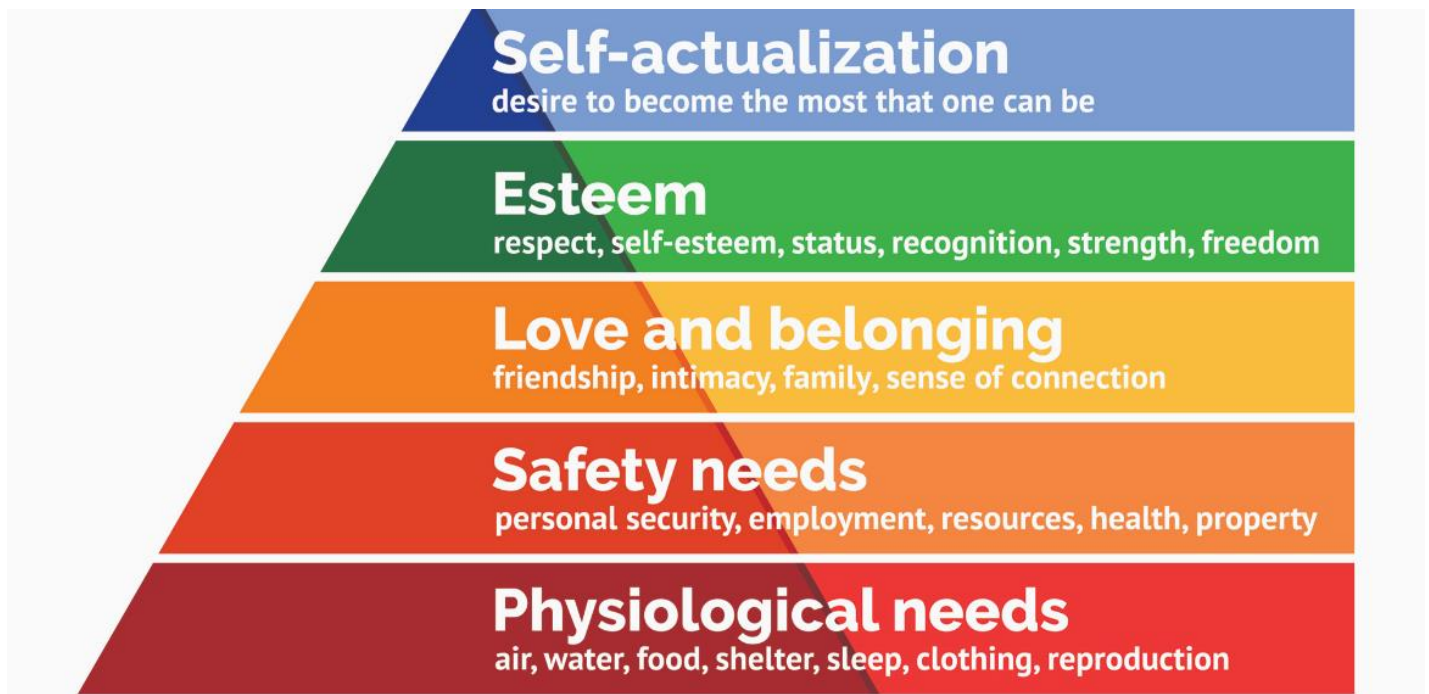 Self-actualization
desire to become the most that one can be
Esteem
respect, self-esteem, status, recognition, strength, freedom
Love and belonging
friendship, intimacy, family, sense of connection
Safety needs
personal security, employment, resources, health, property
Physiological needs
air, water, food, shelter, sleep, clothing, reproduction